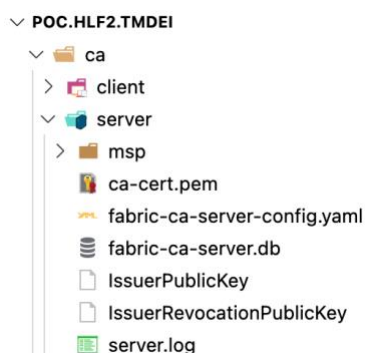 POC.HLF2.TMDEI
ca
client
server
msp
ca-cert.pem
fabric-ca-server-config.yaml
fabric-ca-server.db
IssuerPublicKey
IssuerRevocationPublicKey
server.log